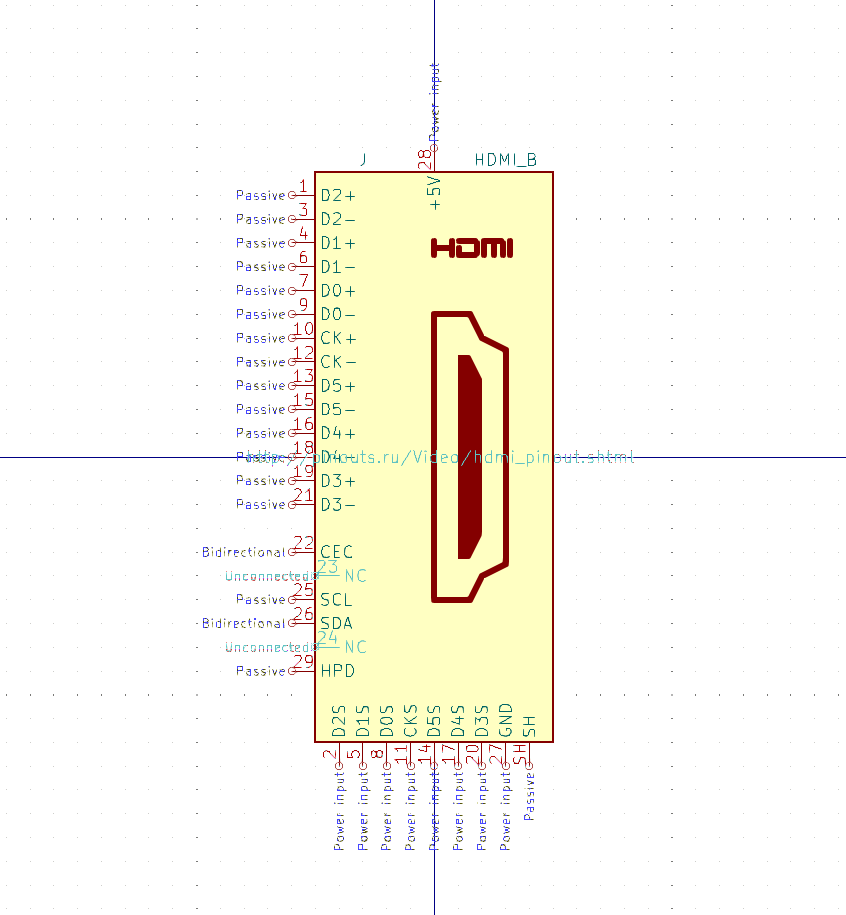 Power input
28
J
HDMI_B
+5V
Passive 1 D2+
Passive 3 D2-
HDMI
Passive 4 D1+
Passive 6 D1-
Passive 7 D0+
Passive 9 D0-
Passive 10 CK+
Passive 12 CK-
Passive 13 D5+
Passive 15 D5-
Passive 16 D4+
Passive 18 D4-
http://pinouts.ru/Video/hdmi_pinout.shtml
Passive 19 D3+
Passive 21 D3-
Bidirectional 22 CEC
Unconnected 23 NC
Passive 25 SCL
Bidirectional 26 SDA
Unconnected 24 NC
Passive 29 HPD
D2S 2 Power input
D1S 5 Power input
D0S 8 Power input
CKS 11 Power input
D5S 14 Power input
D4S 17 Power input
D3S 20 Power input
GND 27 Power input
SH SH Passive